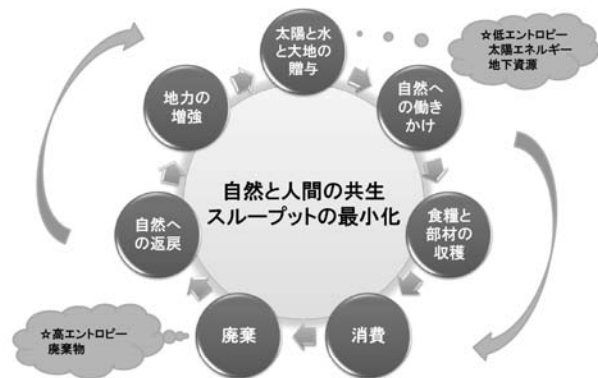 太陽と水
と大地の
贈与
☆低エントロピー
太陽エネルギー
地下資源
自然へ
の働き
かけ
食糧と
部材の
収穫
消費
廃棄
☆高エントロピー
廃棄物
自然へ
の返戻
地力の
増強
自然と人間の共生
スループットの最小化